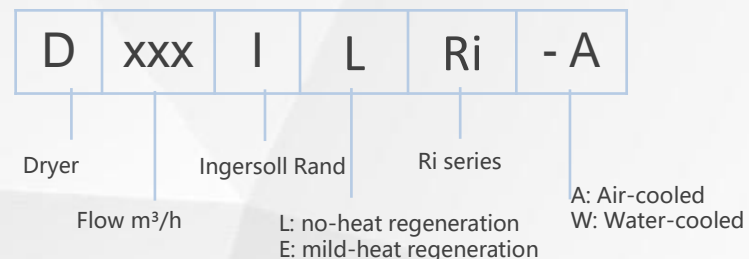 D xxx I L Ri - A
Dryer
Ingersoll Rand
Ri series
Flow m³/h
L: no-heat regeneration
E: mild-heat regeneration
A: Air-cooled
W: Water-cooled